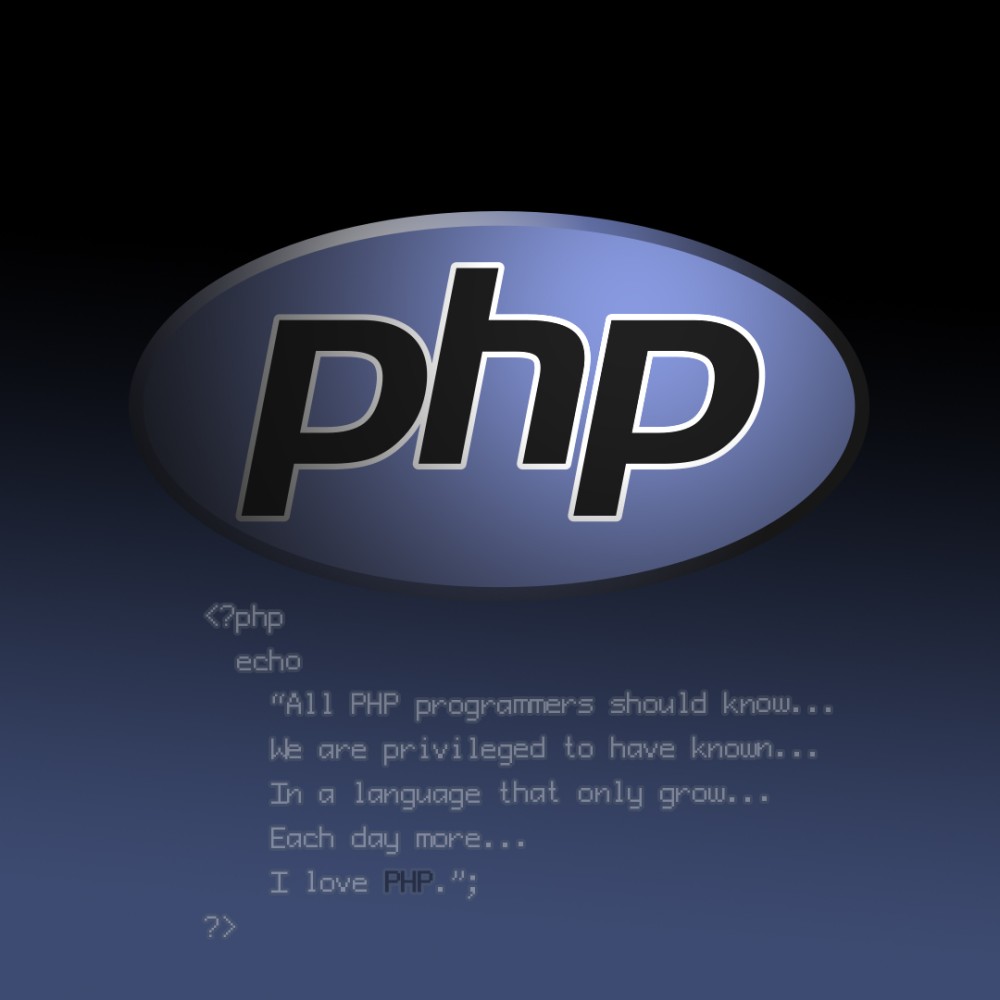 php
<?php
echo
“All PHP programmers should know...
We are privileged to have known...
In a language that only grow...
Each day more...
I love PHP.”;
?>